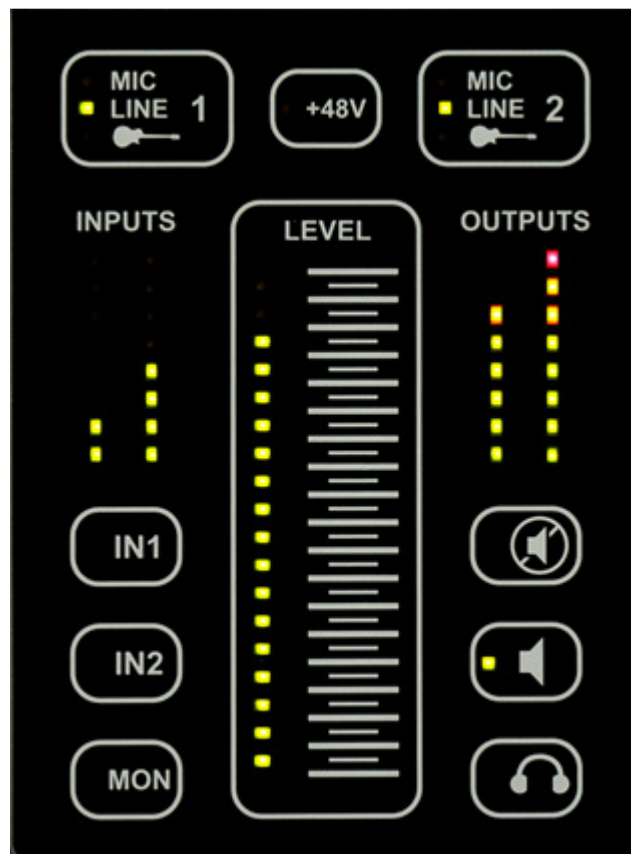 MIC
LINE 1
+48V
MIC
LINE 2
INPUTS
LEVEL
OUTPUTS
IN1
IN2
MON